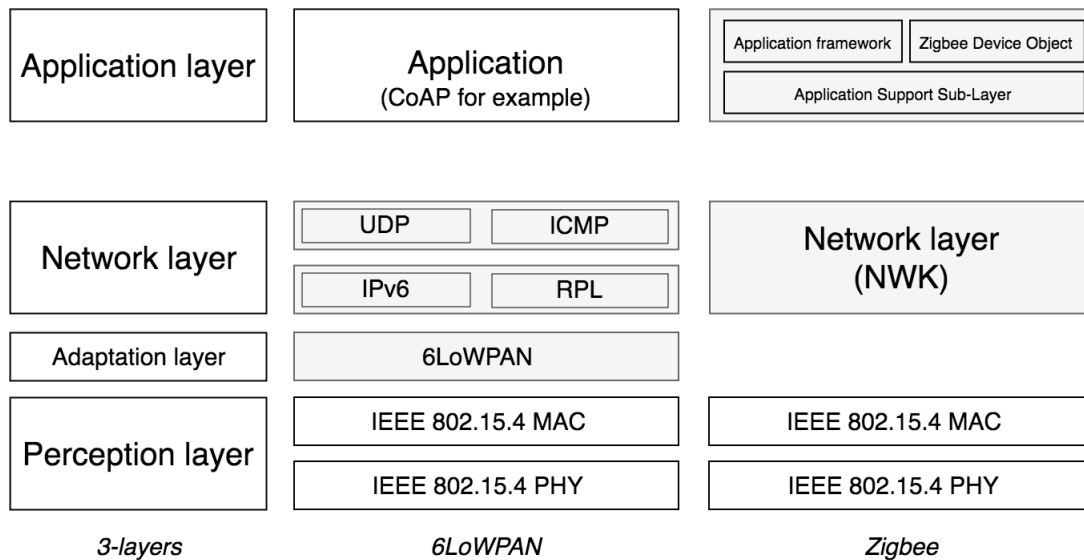 Application layer
Application
(CoAP for example)
Application framework
Zigbee Device Object
Application Support Sub-Layer
Network layer
UDP
ICMP
IPv6
RPL
Network layer
(NWK)
Adaptation layer
6LoWPAN
Perception layer
IEEE 802.15.4 MAC
IEEE 802.15.4 MAC
IEEE 802.15.4 PHY
IEEE 802.15.4 PHY
3-layers
6LoWPAN
Zigbee